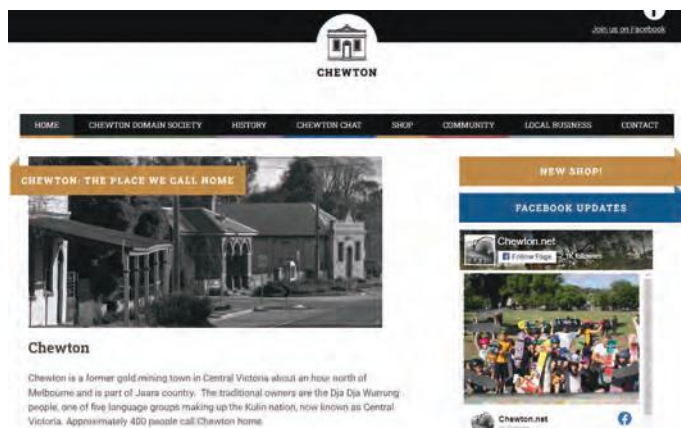 Join us on Facebook
CHEWTON
HOME CHEWTON DOMAIN SOCIETY HISTORY CHEWTON CHAT SHOP COMMUNITY LOCAL BUSINESS CONTACT
CHEWTON: THE PLACE WE CALL HOME
NEW SHOP!
FACEBOOK UPDATES
Chewton.net
Follow Page
followers
Chewton
Chewton is a former gold mining town in Central Victoria about an hour north of
Melbourne and is part of Jaara country. The traditional owners are the Dja Dja Wurrung
people, one of five language groups making up the Kulin nation, now known as Central
Victoria. Approximately 400 people call Chewton home.
Chewton.net